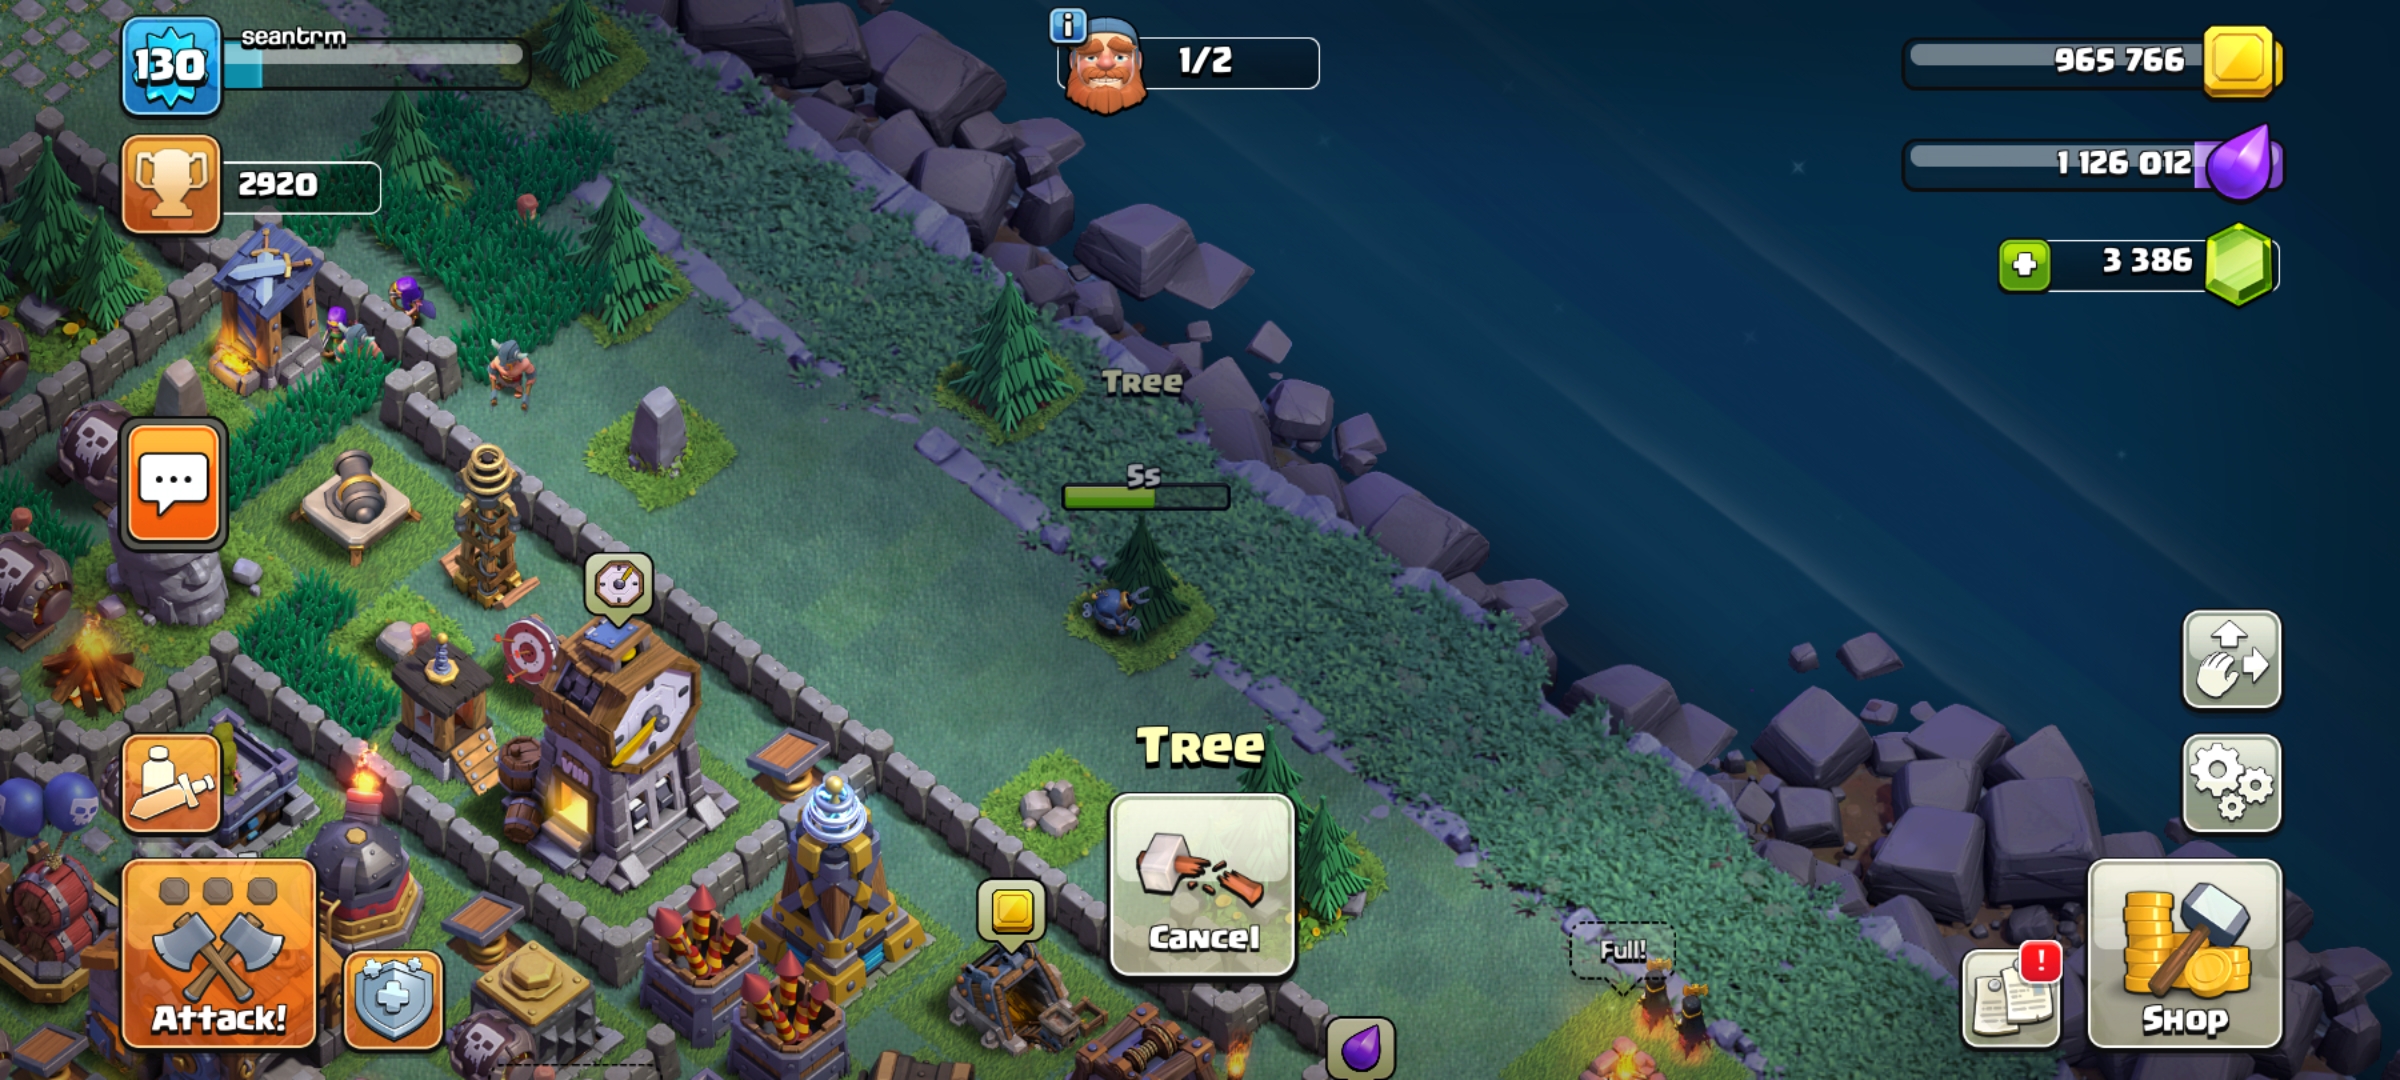 130
seantrm
1/2
965 766
2920
1 126 012
3 386
Tree
5s
Tree
VIII
Cancel
Full!
Attack!
Shop